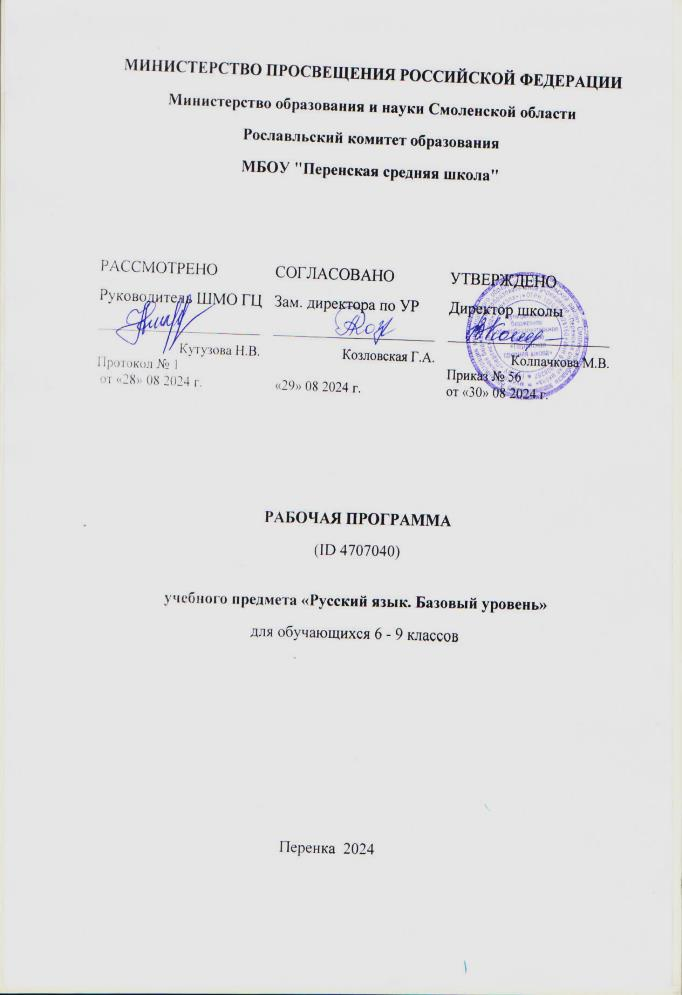 МИНИСТЕРСТВО ПРОСВЕЩЕНИЯ РОССИЙСКОЙ ФЕДЕРАЦИИ
Министерство образования и науки Смоленской области
Рославльский комитет образования
МБОУ "Перенская средняя школа"
РАССМОТРЕНО
Руководитель ШМО ГЦ
Кутузова Н.В.
Протокол № 1
от «28» 08 2024 г.
СОГЛАСОВАНО
Зам. директора по УР
Козловская Г.А.
«29» 08 2024 г.
УТВЕРЖДЕНО
Директор школы
Колпачкова М.В.
Приказ № 56
от «30» 08 2024 г.
РАБОЧАЯ ПРОГРАММА
(ID 4707040)
учебного предмета «Русский язык. Базовый уровень»
для обучающихся 6 - 9 классов
Перенка 2024